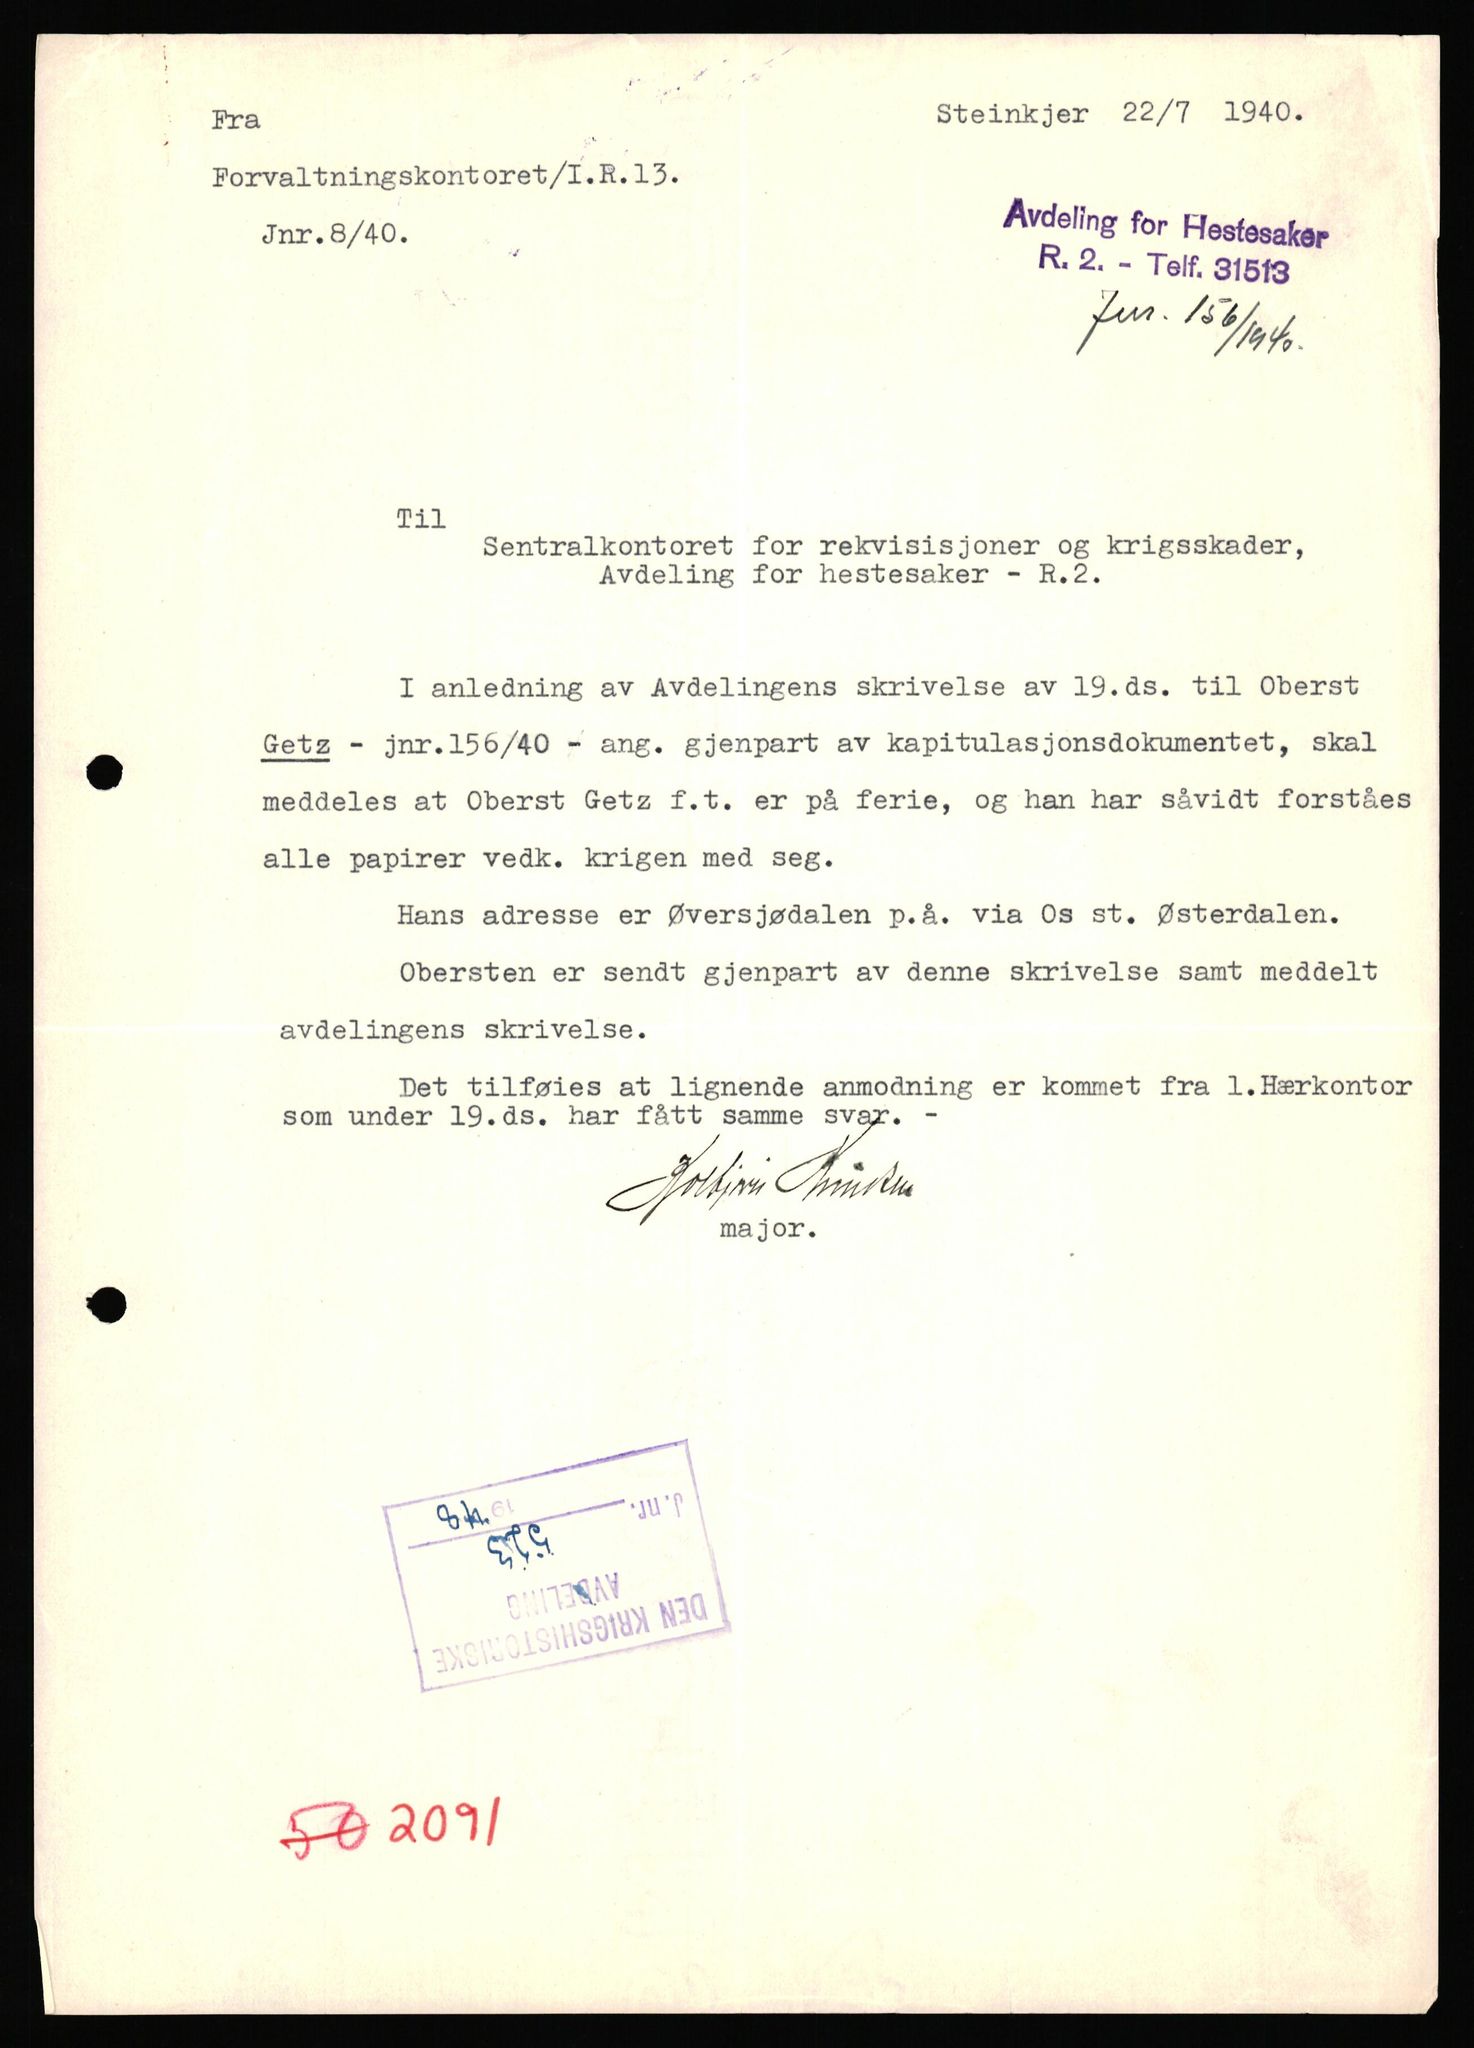 Fra
Steinkjer 22/7 1940.
Forvaltningskontoret/I.R.13.
Jnr.8/40.
Avdeling for Hestesaker
R. 2. - Telf. 31513
Jnr. 156/1940.
Til
Sentralkontoret for rekvisisjoner og krigsskader,
Avdeling for hestesaker - R.2.
I anledning av Avdelingens skrivelse av 19.ds. til Oberst
Getz - jnr.156/40 - ang. gjenpart av kapitulasjonsdokumentet, skal
meddeles at Oberst Getz f.t. er på ferie, og han har såvidt forståes
alle papirer vedk. krigen med seg.
Hans adresse er Øversjødalen p.å. via Os st. Østerdalen.
Obersten er sendt gjenpart av denne skrivelse samt meddelt
avdelingens skrivelse.
Det tilføies at lignende anmodning er kommet fra 1.Hærkontor
som under 19.ds. har fått samme svar. -
major.
DEN KRIGSHISTORISKE
AVDELING
J. nr. 1948
50 2091